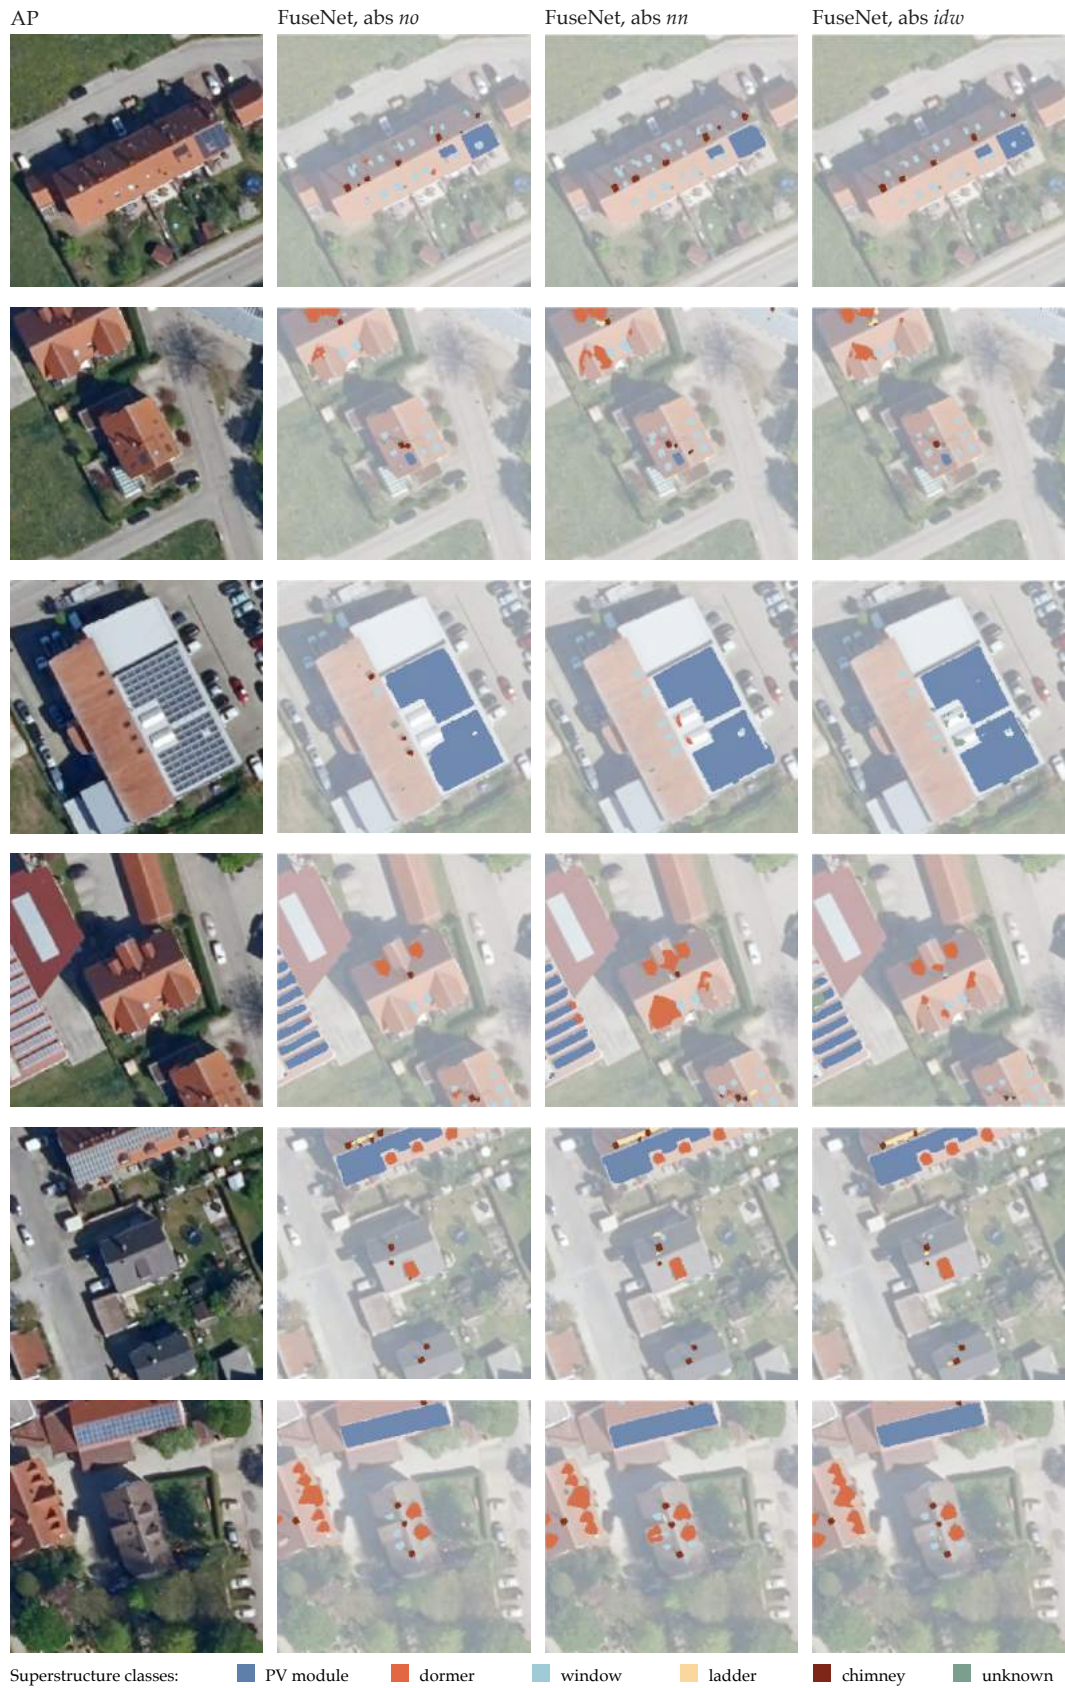 AP FuseNet, abs no FuseNet, abs nn FuseNet, abs idw
Superstructure classes: PV module dormer window ladder chimney unknown